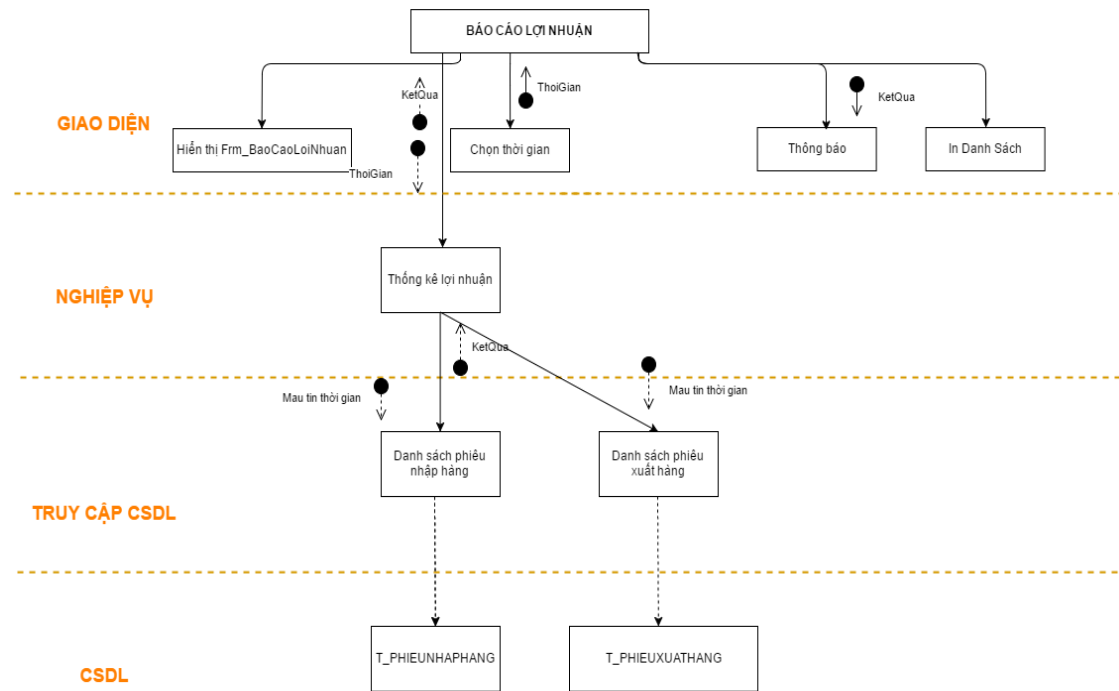 BÁO CÁO LỢI NHUẬN
KetQua
ThoiGian
KetQua
GIAO DIỆN
Hiển thị Frm_BaoCaoLoiNhuan
Chọn thời gian
Thông báo
In Danh Sách
ThoiGian
Thống kê lợi nhuận
NGHIỆP VỤ
KetQua
Mau tin thời gian
Mau tin thời gian
Danh sách phiêu
nhập hàng
Danh sách phiêu
xuất hàng
TRUY CẬP CSDL
T_PHIEUNHAPHANG
T_PHIEUXUATHANG
CSDL